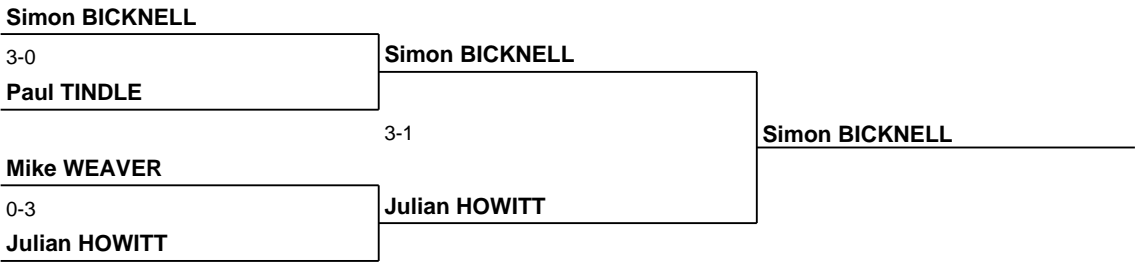 Simon BICKNELL
3-0
Simon BICKNELL
Paul TINDLE
3-1
Simon BICKNELL
Mike WEAVER
0-3
Julian HOWITT
Julian HOWITT